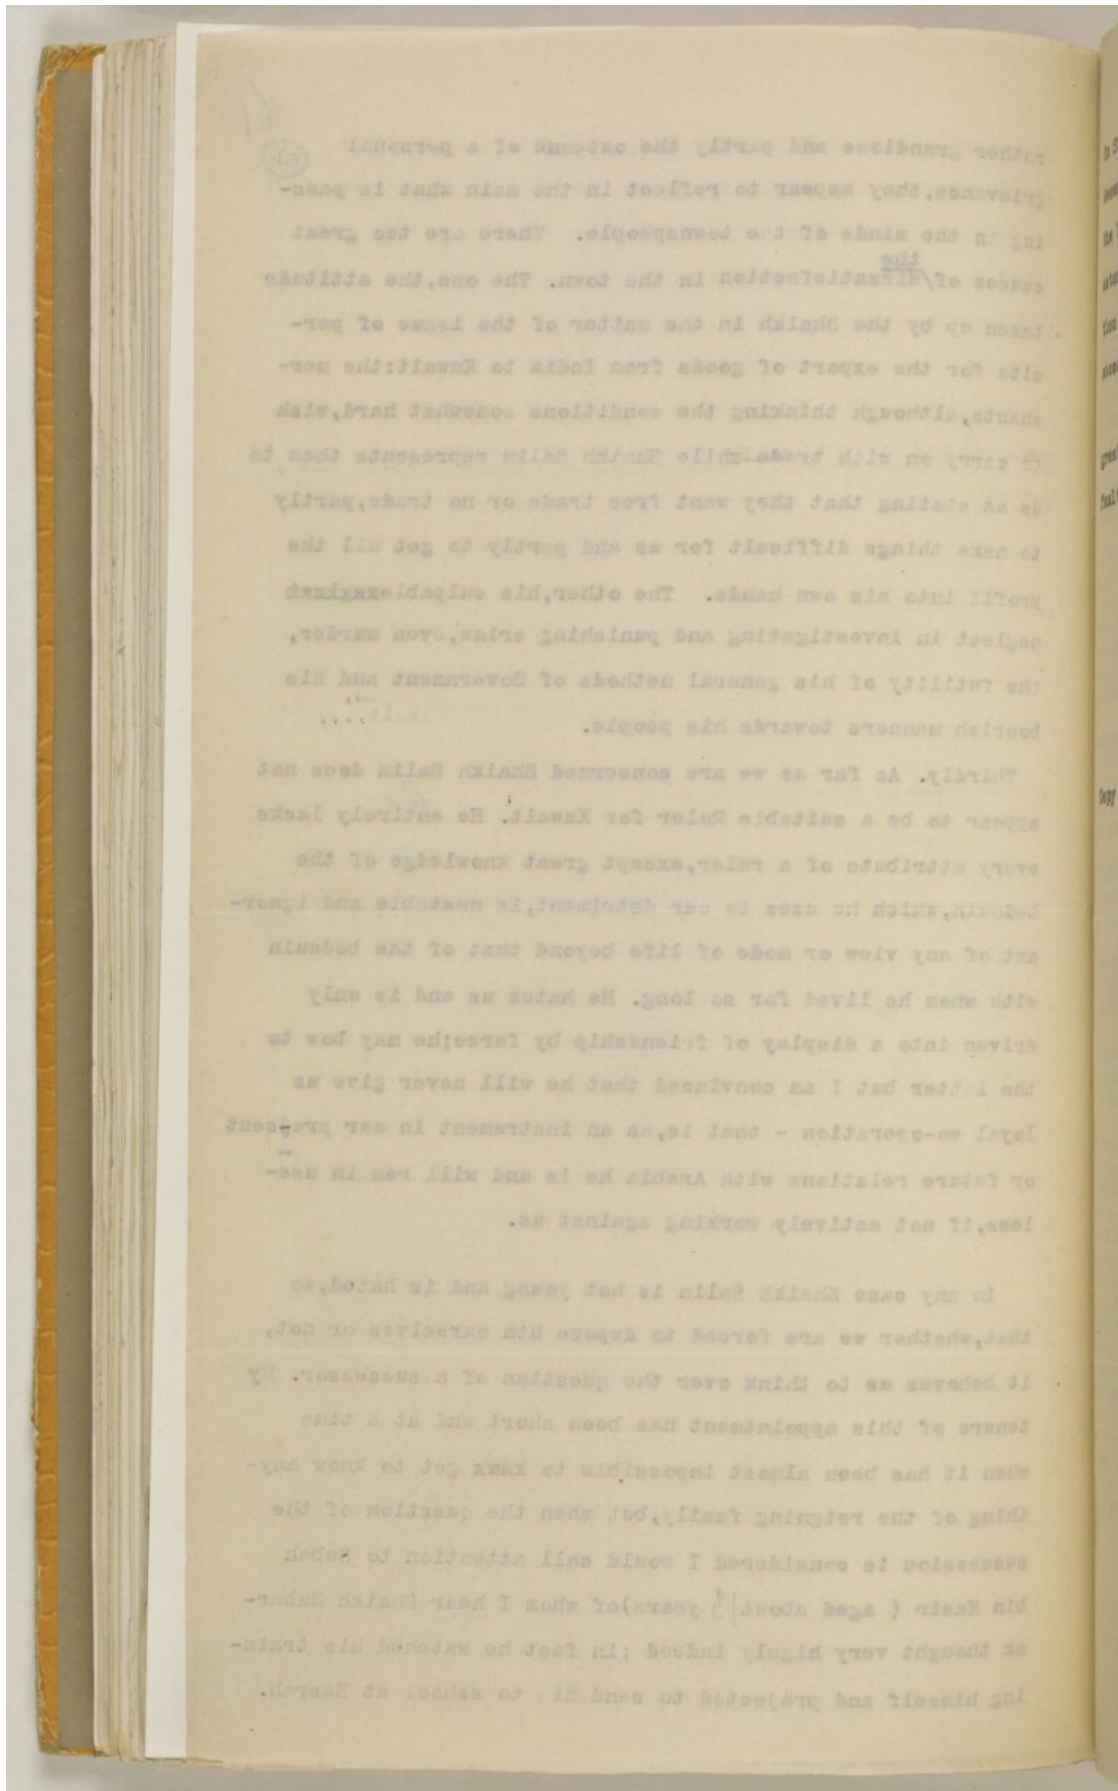 rather grandiose and partly the outcome of a personal
grievance,they appear to reflect in the main what is pass-
ing in the minds of the townspeople. There are two great
the
causes of/dissatisfaction in the town. The one,the attitude
taken up by the Shaikh in the matter of the issue of per-
mits for the export of goods from India to Kuwait:the mer-
chants,although thinking the conditions somewhat hard,wish
to carry on with trade while Shaikh Salim represents them to
us as stating that they want free trade or no trade,partly
to make things difficult for us and partly to get all the
profit into his own hands. The other,his culpable
neglect in investigating and punishing crime,even murder,
the futility of his general methods of Government and his
boorish manners towards his people.
Thirdly. As far as we are concerned Shaikh Salim does not
appear to be a suitable Ruler for Kuwait. He entirely lacks
every attribute of a ruler,except great knowledge of the
bedouin,which he uses to our detriment,is unstable and ignor-
ant of any view or mode of life beyond that of the bedouin
with whom he lived for so long. He hates us and is only
driven into a display of friendship by force;he may bow to
the latter but I am convinced that he will never give us
loyal co-operation - that is,as an instrument in our present
or future relations with Arabia he is and will remain use-
less,if not actively working against us.
In any case Shaikh Salim is not young and is hated,so
that,whether we are forced to depose him ourselves or not,
it behoves us to think over the question of a successor. My
tenure of this appointment has been short and at a time
when it has been almost impossible to xxxx get to know any-
thing of the reigning family,but when the question of the
succession is considered I would call attention to Subah
bin Nasir ( aged about years)of whom I hear Shaikh Mubar-
ak thought very highly indeed ;in fact he watched his train-
ing himself and projected to send him to school at Basrah.
Copy